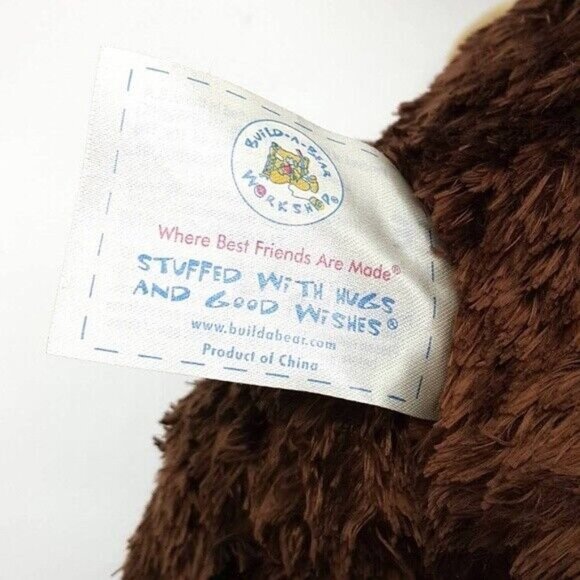 BUILD-A-BEAR
WORKSHOP®
Where Best Friends Are Made®
STUFFED WITH HUGS
AND GOOD WISHES®
www.buildabear.com
Product of China